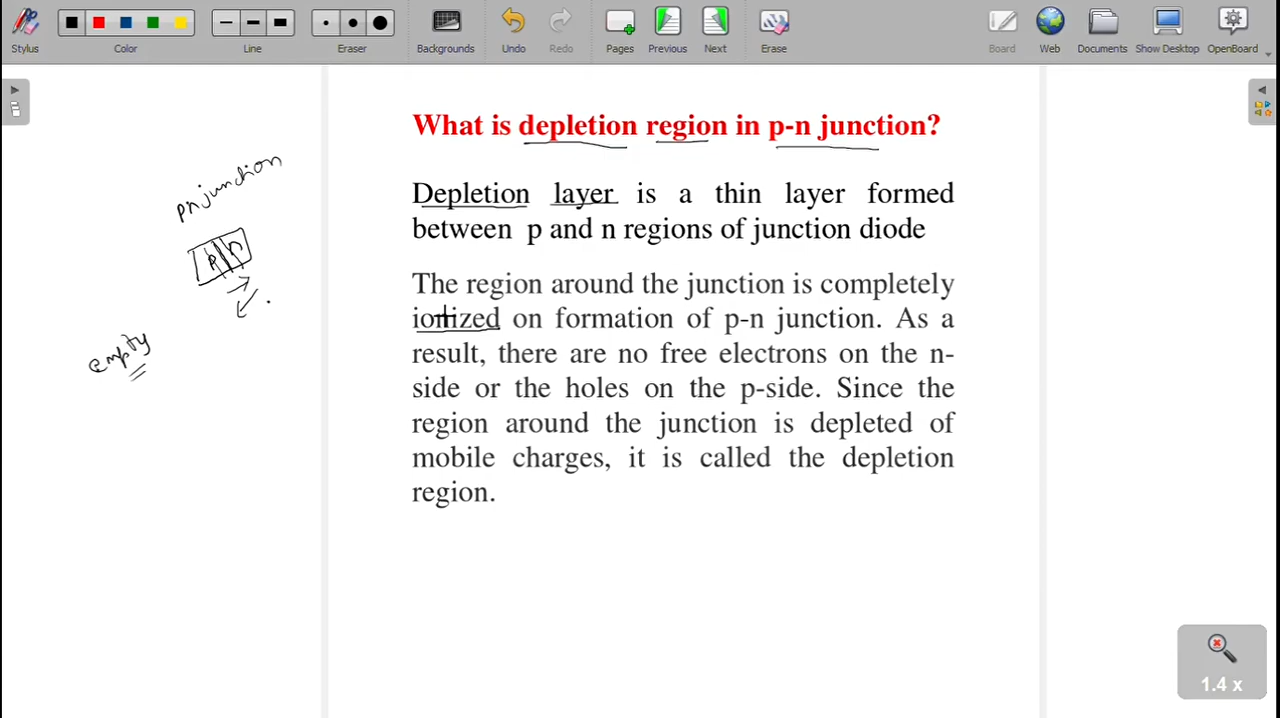 Stylus
Color
Line
Eraser
Backgrounds
Undo
Redo
Pages
Previous
Next
Erase
Board
Web
Documents
Show Desktop
OpenBoard
What is depletion region in p-n junction?
pn junction
Depletion layer is a thin layer formed
between p and n regions of junction diode
p n
The region around the junction is completely
ionized on formation of p-n junction. As a
empty
result, there are no free electrons on the n-
side or the holes on the p-side. Since the
region around the junction is depleted of
mobile charges, it is called the depletion
region.
1.4 x